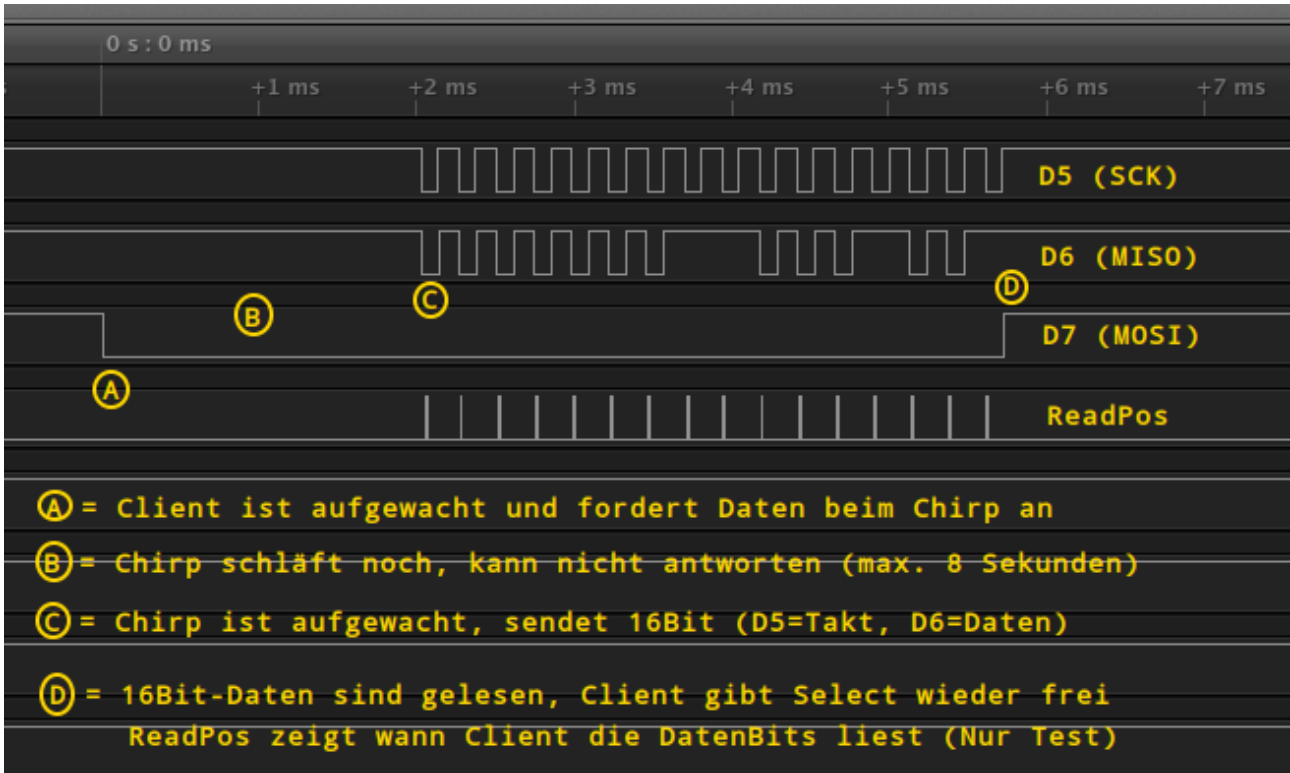 0 s : 0 ms
+1 ms +2 ms +3 ms +4 ms +5 ms +6 ms +7 ms
D5 (SCK)
D6 (MISO)
C D
B
D7 (MOSI)
A
ReadPos
A = Client ist aufgewacht und fordert Daten beim Chirp an
B = Chirp schläft noch, kann nicht antworten (max. 8 Sekunden)
C = Chirp ist aufgewacht, sendet 16Bit (D5=Takt, D6=Daten)
D = 16Bit-Daten sind gelesen, Client gibt Select wieder frei
ReadPos zeigt wann Client die DatenBits liest (Nur Test)